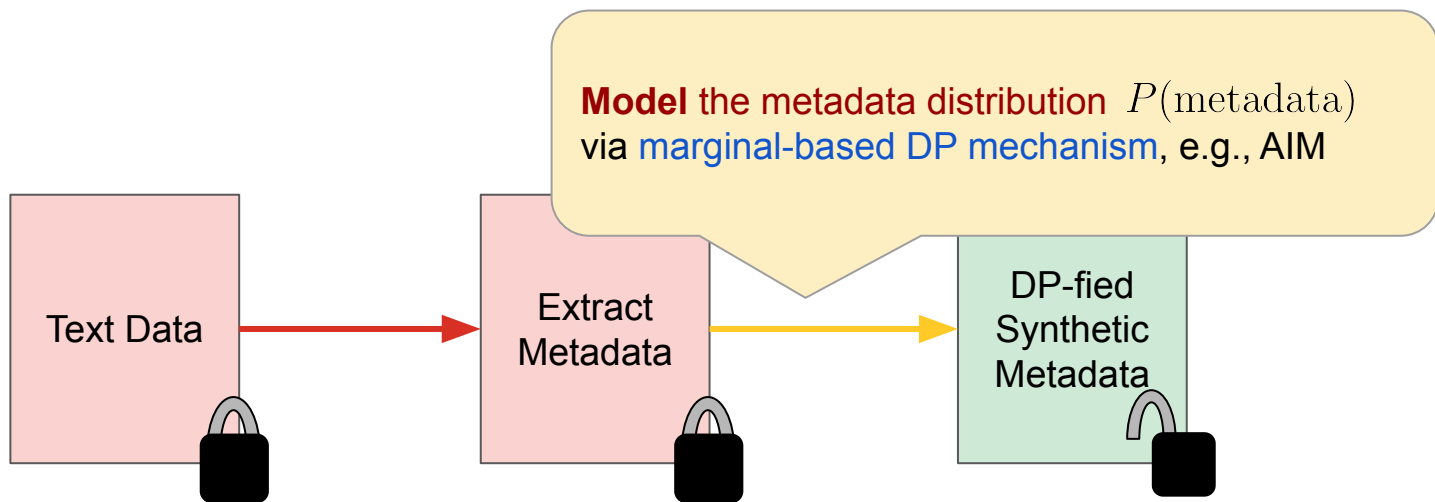 Model the metadata distribution P(metadata)
via marginal-based DP mechanism, e.g., AIM
Text Data
Extract
Metadata
DP-fied
Synthetic
Metadata